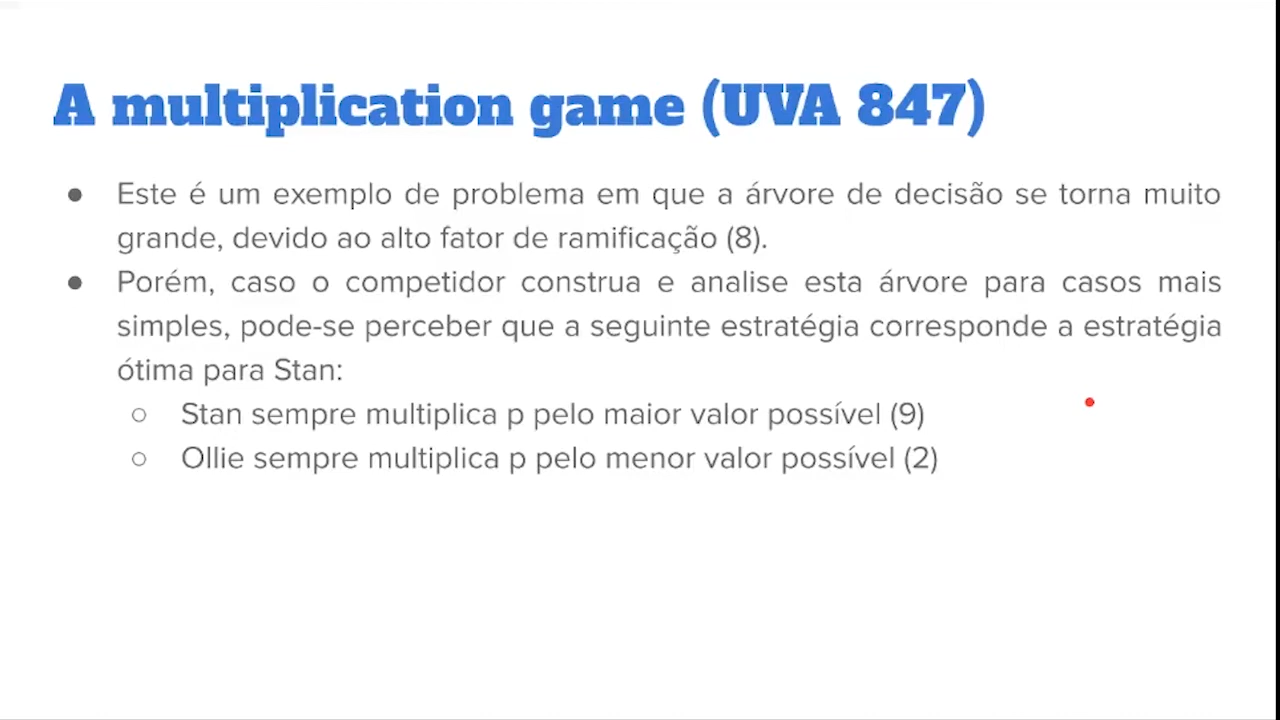 A multiplication game (UVA 847)
● Este é um exemplo de problema em que a árvore de decisão se torna muito
grande, devido ao alto fator de ramificação (8).
● Porém, caso o competidor construa e analise esta árvore para casos mais
simples, pode-se perceber que a seguinte estratégia corresponde a estratégia
ótima para Stan:
○ Stan sempre multiplica p pelo maior valor possível (9)
○ Ollie sempre multiplica p pelo menor valor possível (2)